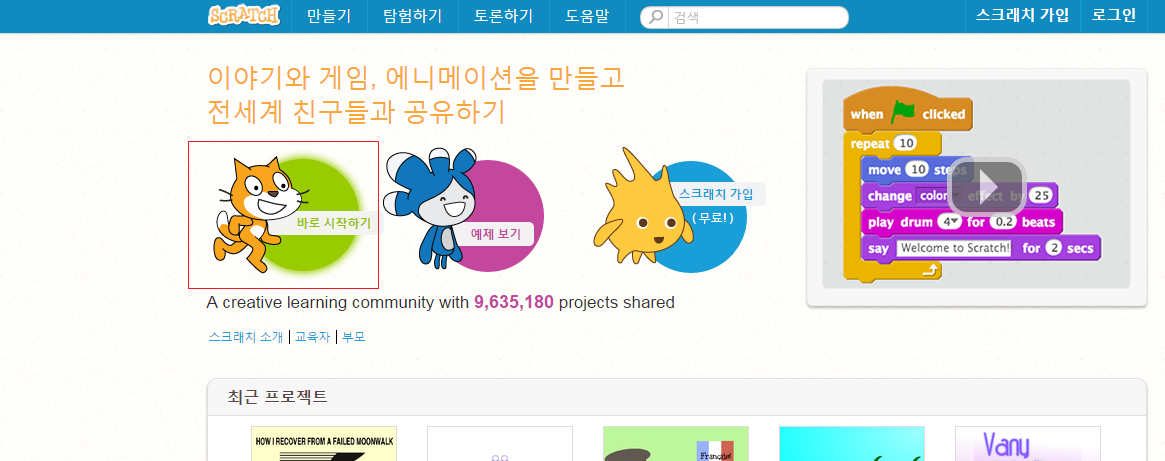 SCRATCH 만들기 탐험하기 토론하기 도움말 검색 스크래치 가입 로그인
이야기와 게임, 에니메이션을 만들고
전세계 친구들과 공유하기
바로 시작하기
예제 보기
스크래치 가입
(무료!)
when clicked
repeat 10
move 10 steps
change color effect by 25
play drum 4 for 0.2 beats
say Welcome to Scratch! for 2 secs
A creative learning community with 9,635,180 projects shared
스크래치 소개 | 교육자 | 부모
최근 프로젝트
HOW I RECOVER FROM A FAILED MOONWALK
Français!
Vany